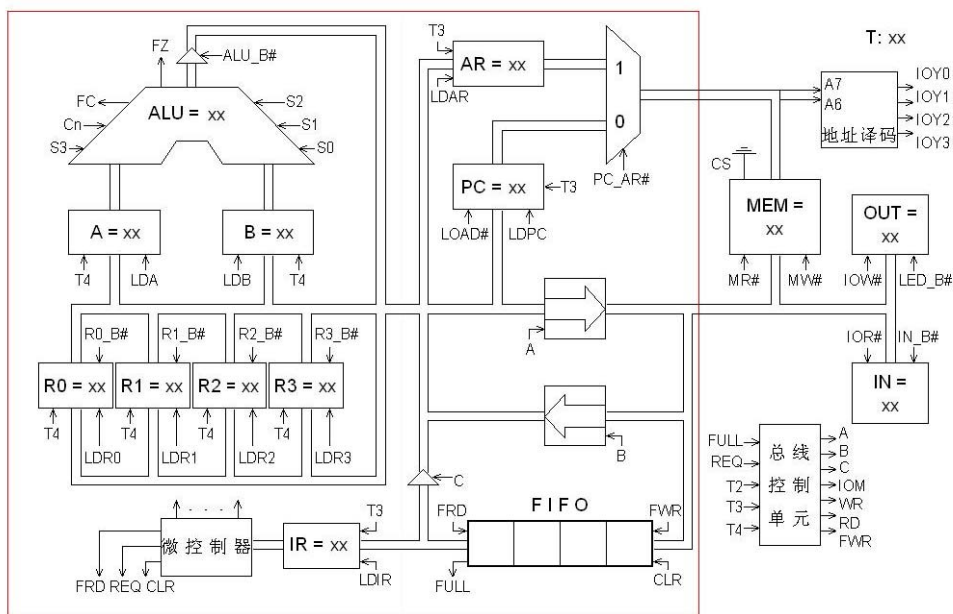 T3
T: xx
FZ
ALU_B#
AR = xx
1
A7
IOY0
LDAR
A6
IOY1
FC
S2
IOY2
ALU = xx
Cn
S1
0
地址译码
IOY3
S3
S0
CS
PC = xx
T3
PC_AR#
MEM =
xx
OUT =
xx
A = xx
B = xx
LOAD#
LDPC
T4
LDA
LDB
T4
MR#
MW#
IOW#
LED_B#
R0_B#
R1_B#
R2_B#
R3_B#
A
IOR#
IN_B#
R0 = xx
R1 = xx
R2 = xx
R3 = xx
IN =
xx
T4
T4
T4
T4
LDR0
LDR1
LDR2
LDR3
B
FULL
REQ
T2
T3
T4
总线
控制
单元
A
B
C
IOM
WR
RD
FWR
C
. . .
FIFO
T3
FRD
FWR
微控制器
IR = xx
FRD
REQ
CLR
LDIR
FULL
CLR